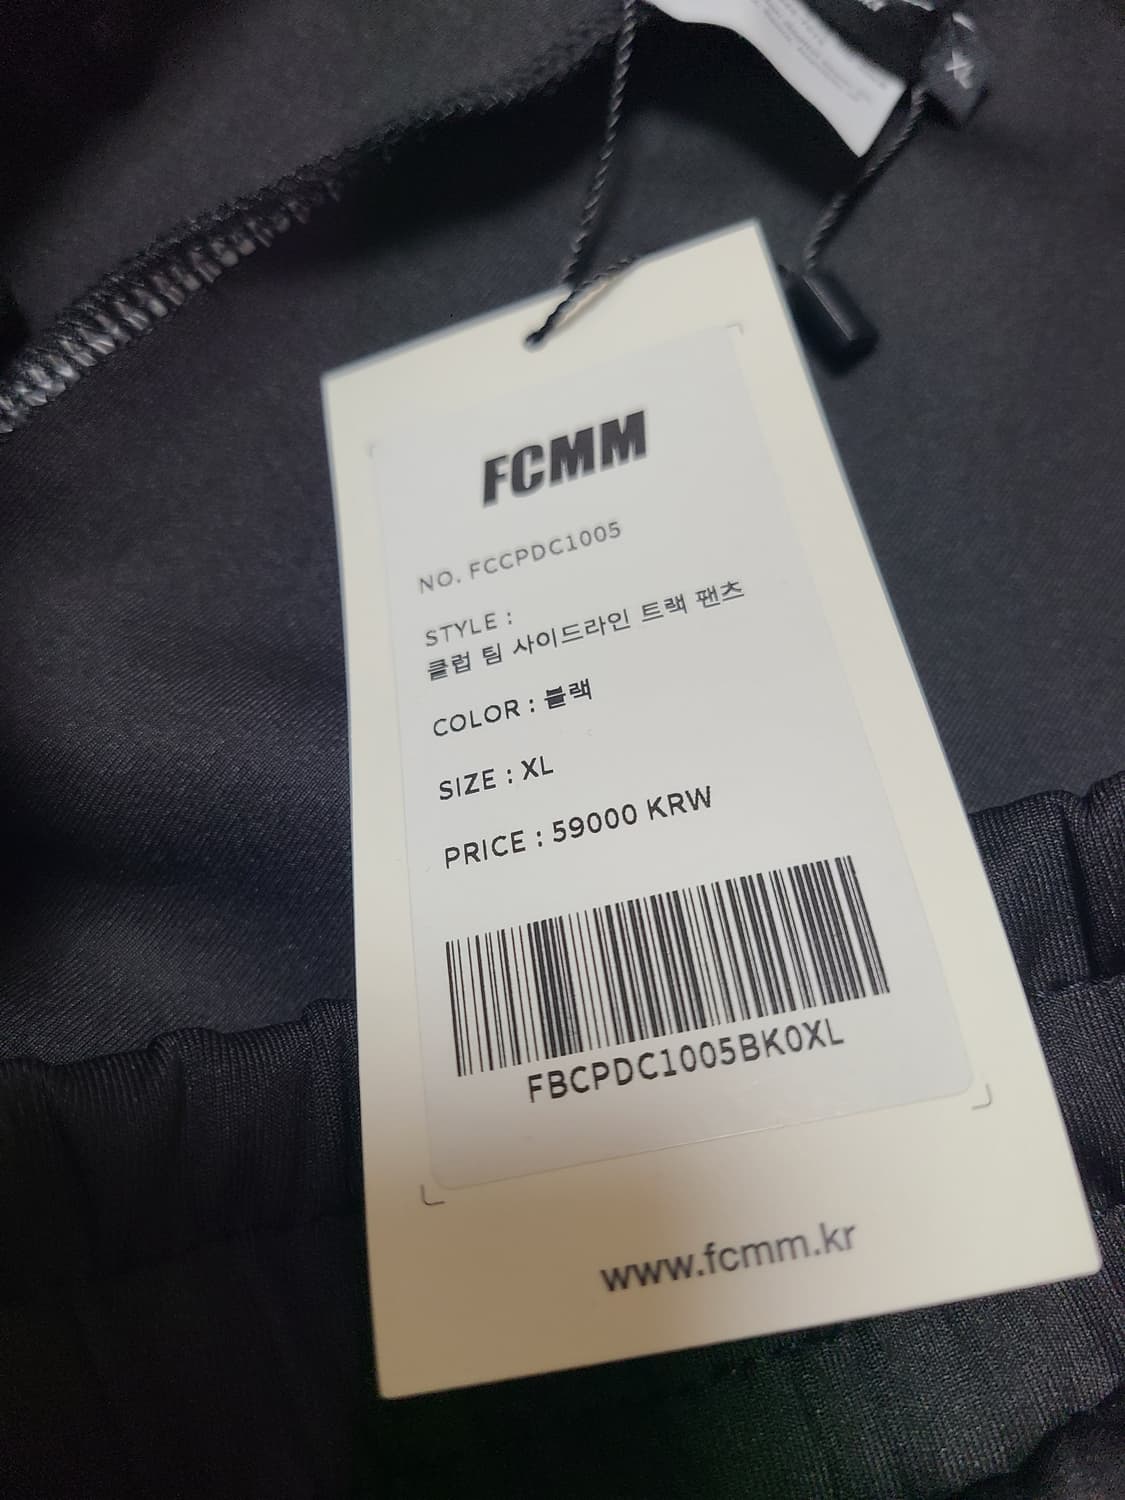 XL
FCMM
NO. FCCPDC1005
STYLE :
클럽 팀 사이드라인 트랙 팬츠
COLOR : 블랙
SIZE : XL
PRICE : 59000 KRW
FBCPDC1005BK0XL
www.fcmm.kr